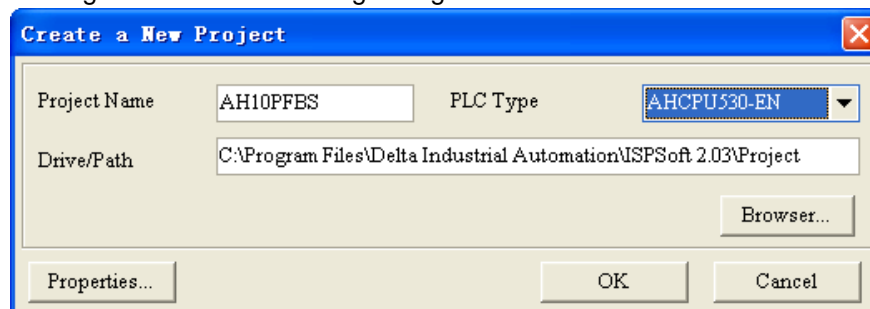 Create a New Project
Project Name AH10PFBS PLC Type AHCPU530-EN
Drive/Path C:\Program Files\Delta Industrial Automation\ISPSoft 2.03\Project
Browser...
Properties... OK Cancel